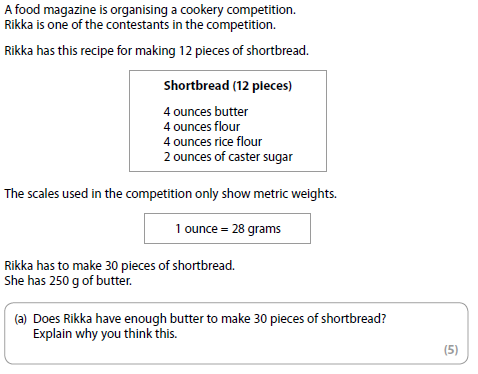 A food magazine is organising a cookery competition.
Rikka is one of the contestants in the competition.
Rikka has this recipe for making 12 pieces of shortbread.
Shortbread (12 pieces)
4 ounces butter
4 ounces flour
4 ounces rice flour
2 ounces of caster sugar
The scales used in the competition only show metric weights.
1 ounce = 28 grams
Rikka has to make 30 pieces of shortbread.
She has 250 g of butter.
(a) Does Rikka have enough butter to make 30 pieces of shortbread?
Explain why you think this.
(5)